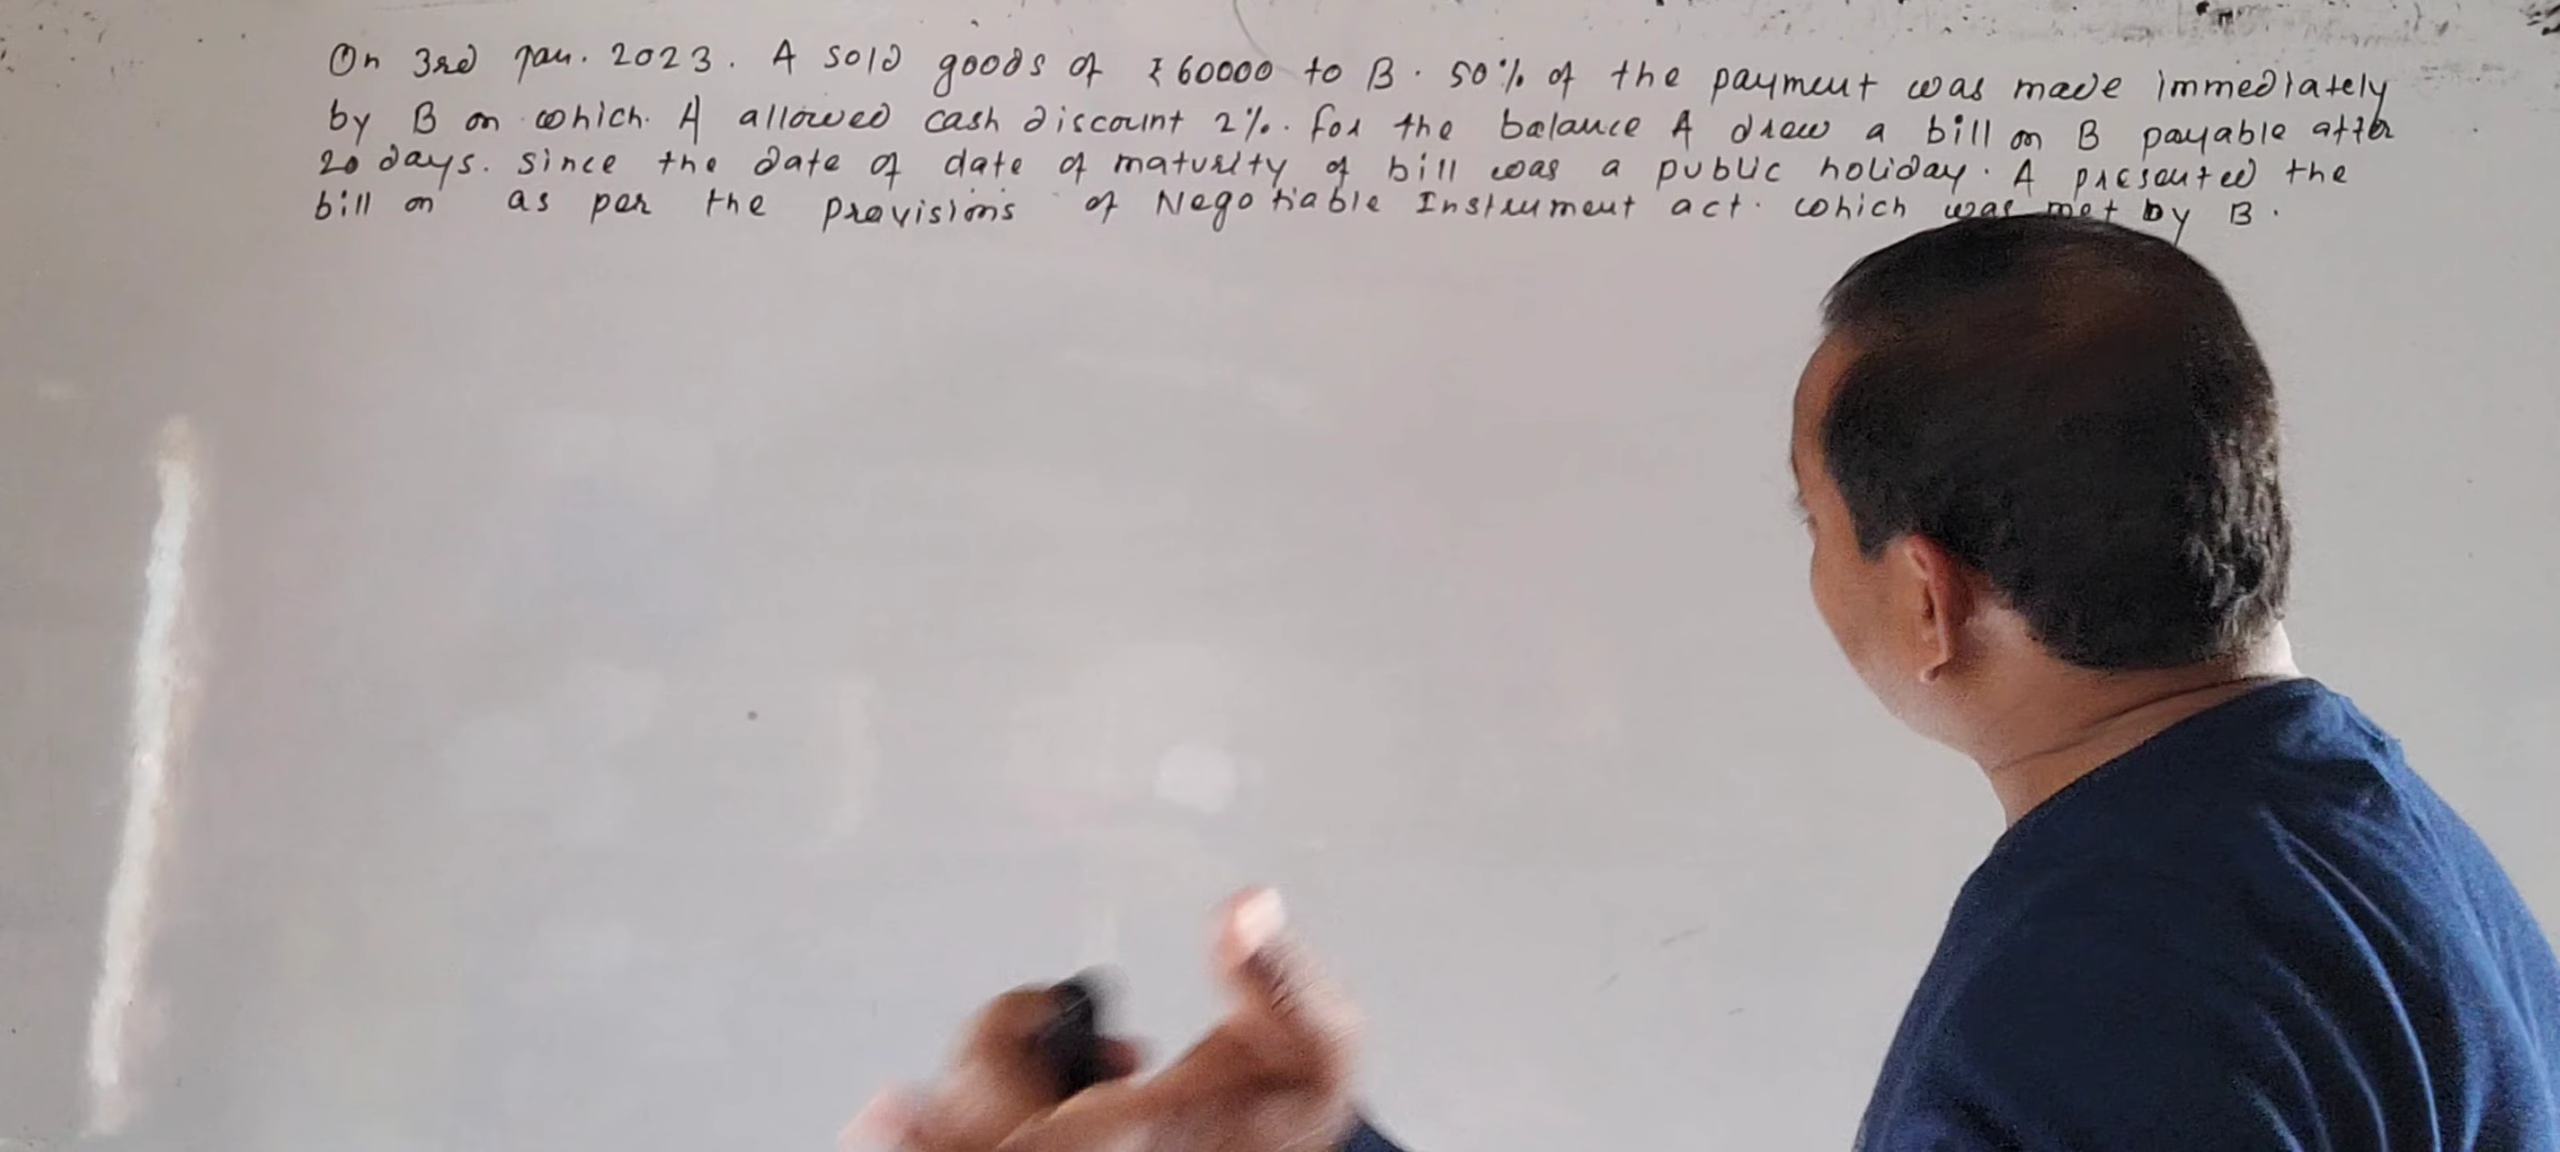 On 3rd Jan. 2023. A sold goods of ₹60000 to B. 50% of the payment was made immediately
by B on which. A allowed cash discount 2%. for the balance A drew a bill on B payable after
20 days. since the date of date of maturity of bill was a public holiday. A presented the
bill on as per the provisions of Negotiable Instrument act. which was met by B.